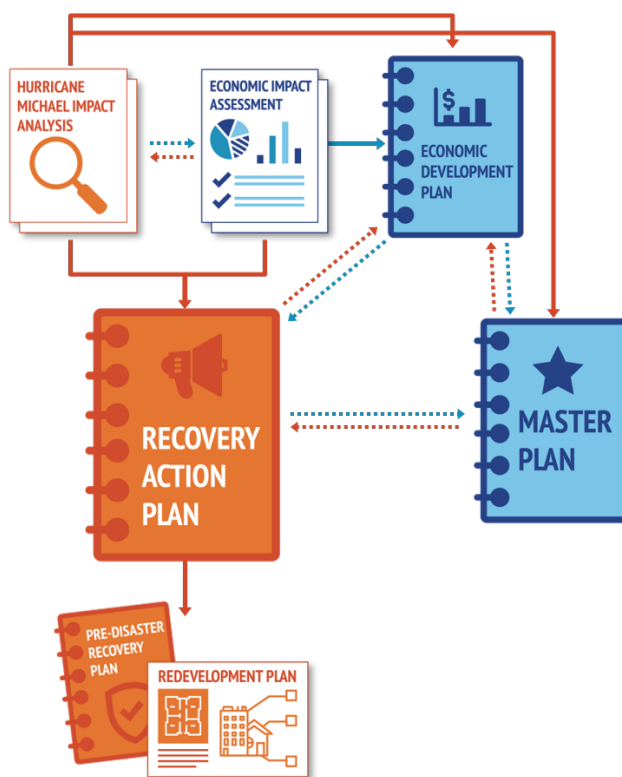 HURRICANE
MICHAEL IMPACT
ANALYSIS
ECONOMIC IMPACT
ASSESSMENT
$
ECONOMIC
DEVELOPMENT
PLAN
RECOVERY
ACTION
PLAN
MASTER
PLAN
PRE-DISASTER
RECOVERY
PLAN
REDEVELOPMENT PLAN